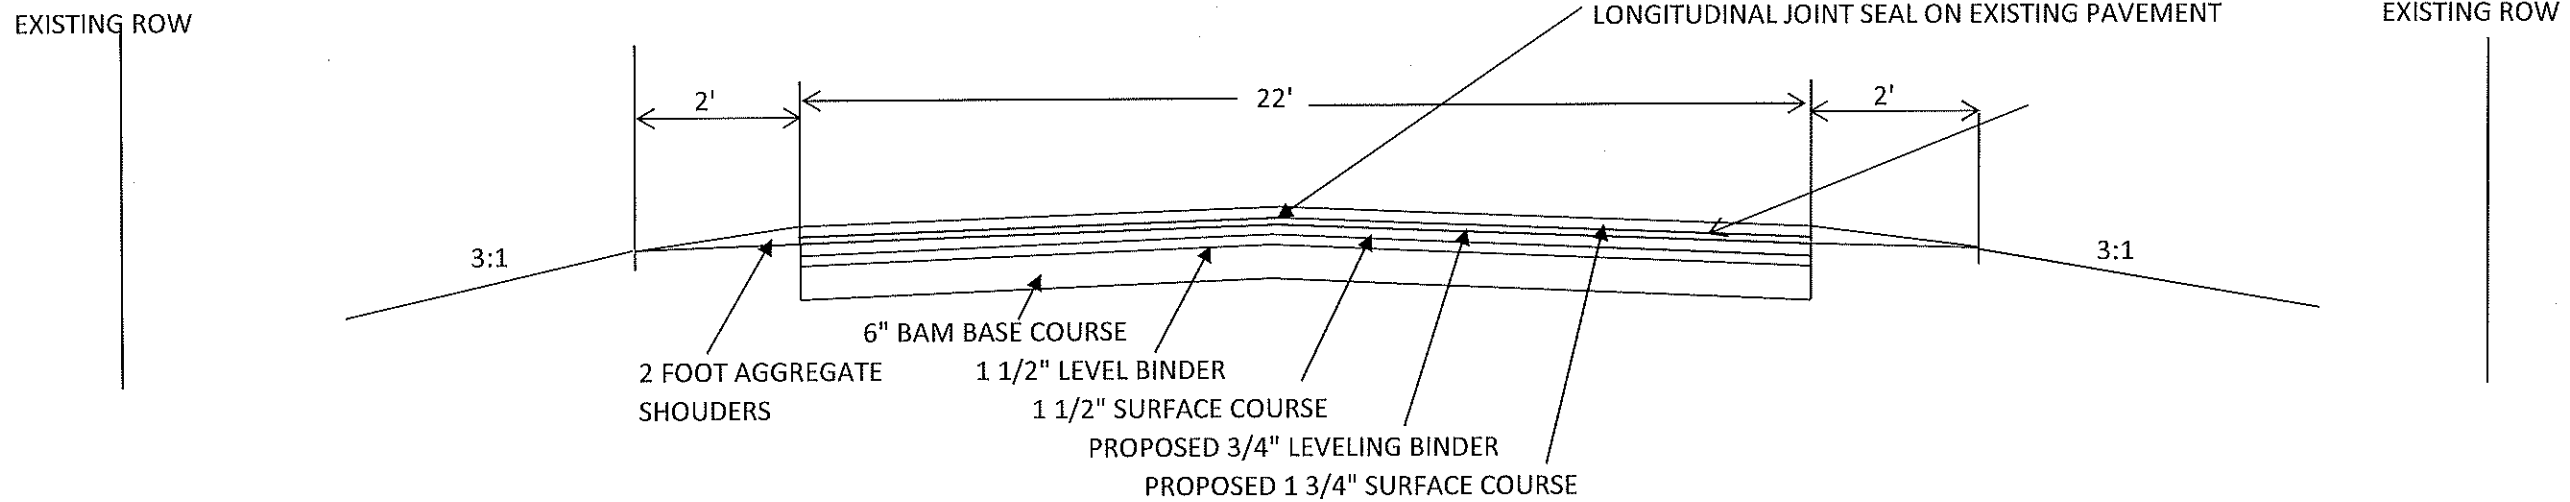 EXISTING ROW
LONGITUDINAL JOINT SEAL ON EXISTING PAVEMENT
EXISTING ROW
2'
22'
2'
3:1
3:1
6" BAM BASE COURSE
2 FOOT AGGREGATE
SHOUDERS
1 1/2" LEVEL BINDER
1 1/2" SURFACE COURSE
PROPOSED 3/4" LEVELING BINDER
PROPOSED 1 3/4" SURFACE COURSE